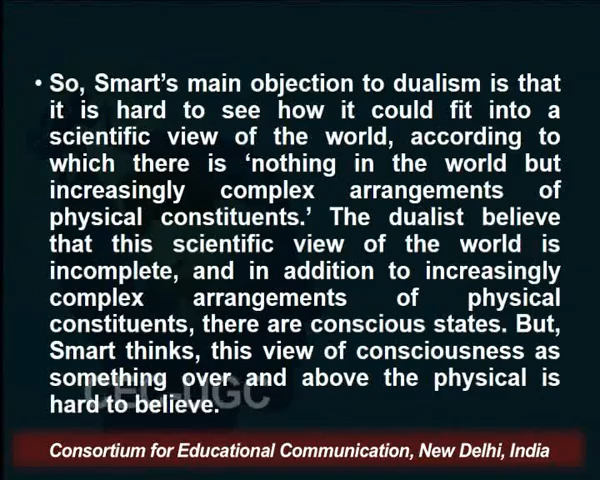 • So, Smart's main objection to dualism is that
it is hard to see how it could fit into a
scientific view of the world, according to
which there is 'nothing in the world but
increasingly complex arrangements of
physical constituents.' The dualist believe
that this scientific view of the world is
incomplete, and in addition to increasingly
complex arrangements of physical
constituents, there are conscious states. But,
Smart thinks, this view of consciousness as
something over and above the physical is
hard to believe.
CEC-UGC
Consortium for Educational Communication, New Delhi, India